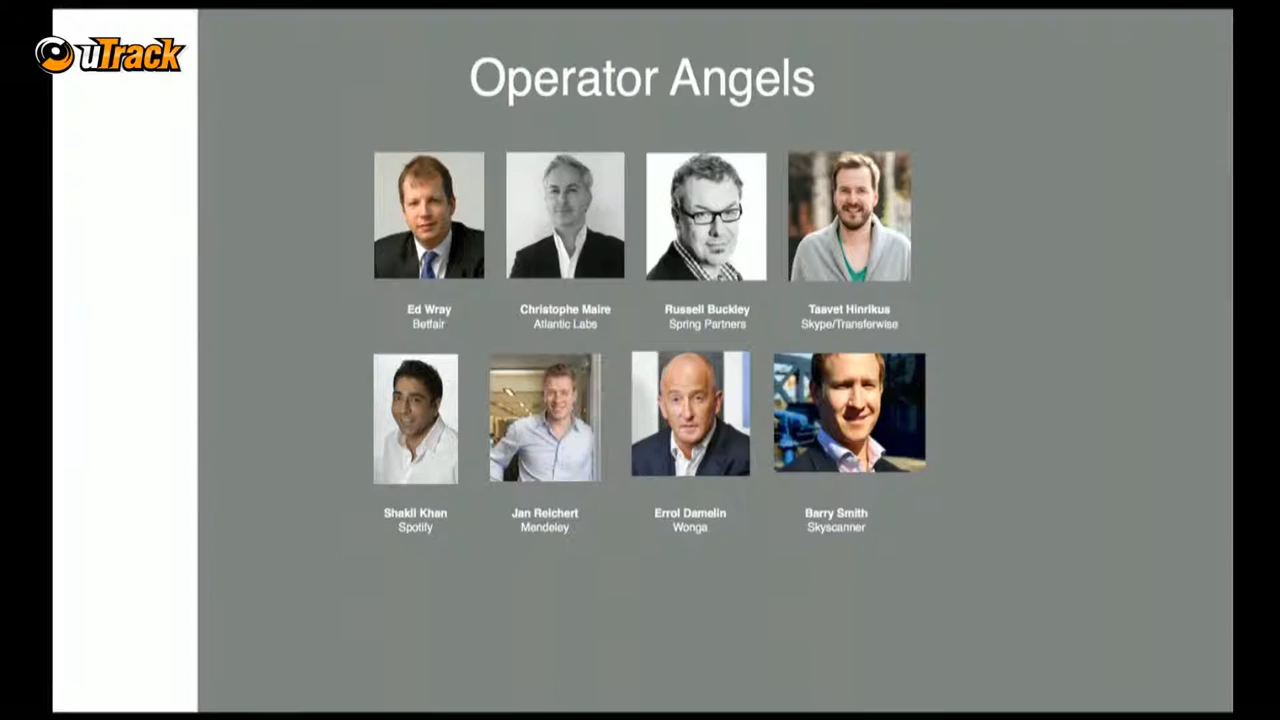 uTrack
Operator Angels
Ed Wray
Betfair
Christophe Maire
Atlantic Labs
Russell Buckley
Spring Partners
Taavet Hinrikus
Skype/Transferwise
Shakil Khan
Spotify
Jan Reichert
Mendeley
Errol Damelin
Wonga
Barry Smith
Skyscanner